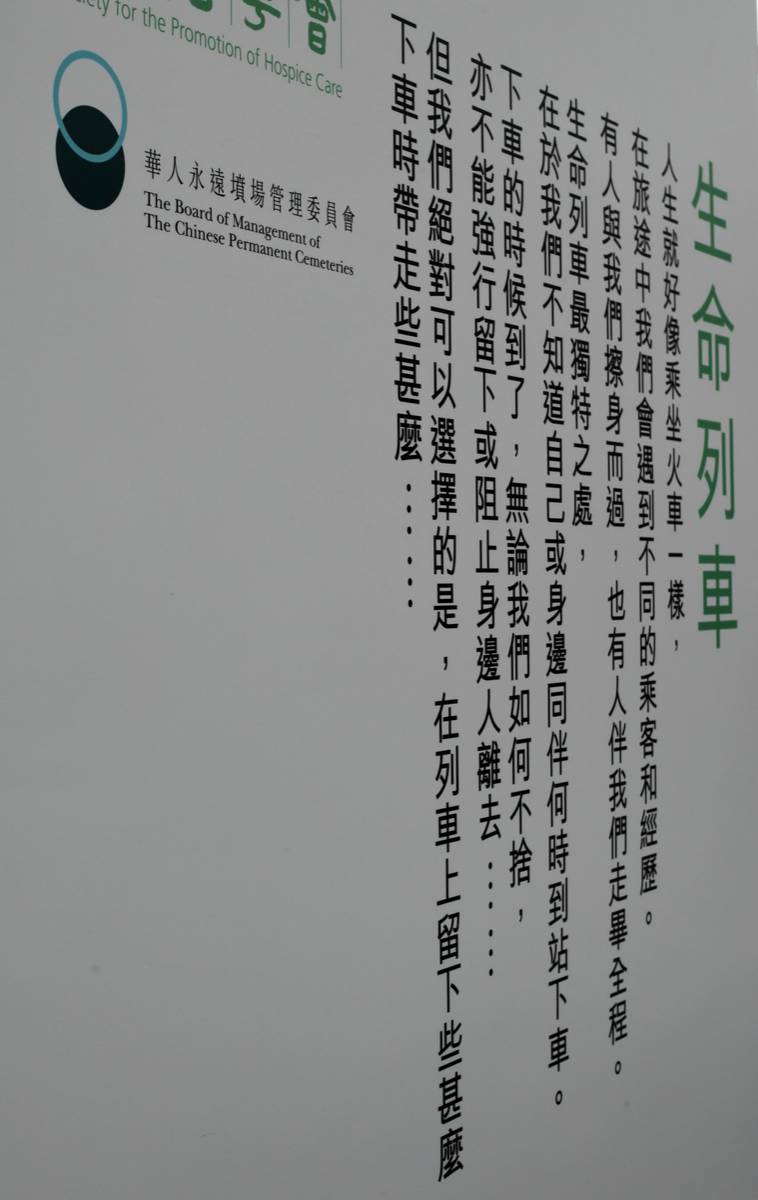 生命列車
人生就好像乘坐火車一樣，
在旅途中我們會遇到不同的乘客和經歷。
有人與我們擦身而過，也有人伴我們走畢全程。
生命列車最獨特之處，
在於我們不知道自己或身邊同伴何時到站下車。
下車的時候到了，無論我們如何不捨，
亦不能強行留下或阻止身邊人離去……
但我們絕對可以選擇的是，在列車上留下些甚麼
下車時帶走些甚麼……
會
for the Promotion of Hospice Care
華人永遠墳場管理委員會
The Board of Management of
The Chinese Permanent Cemeteries